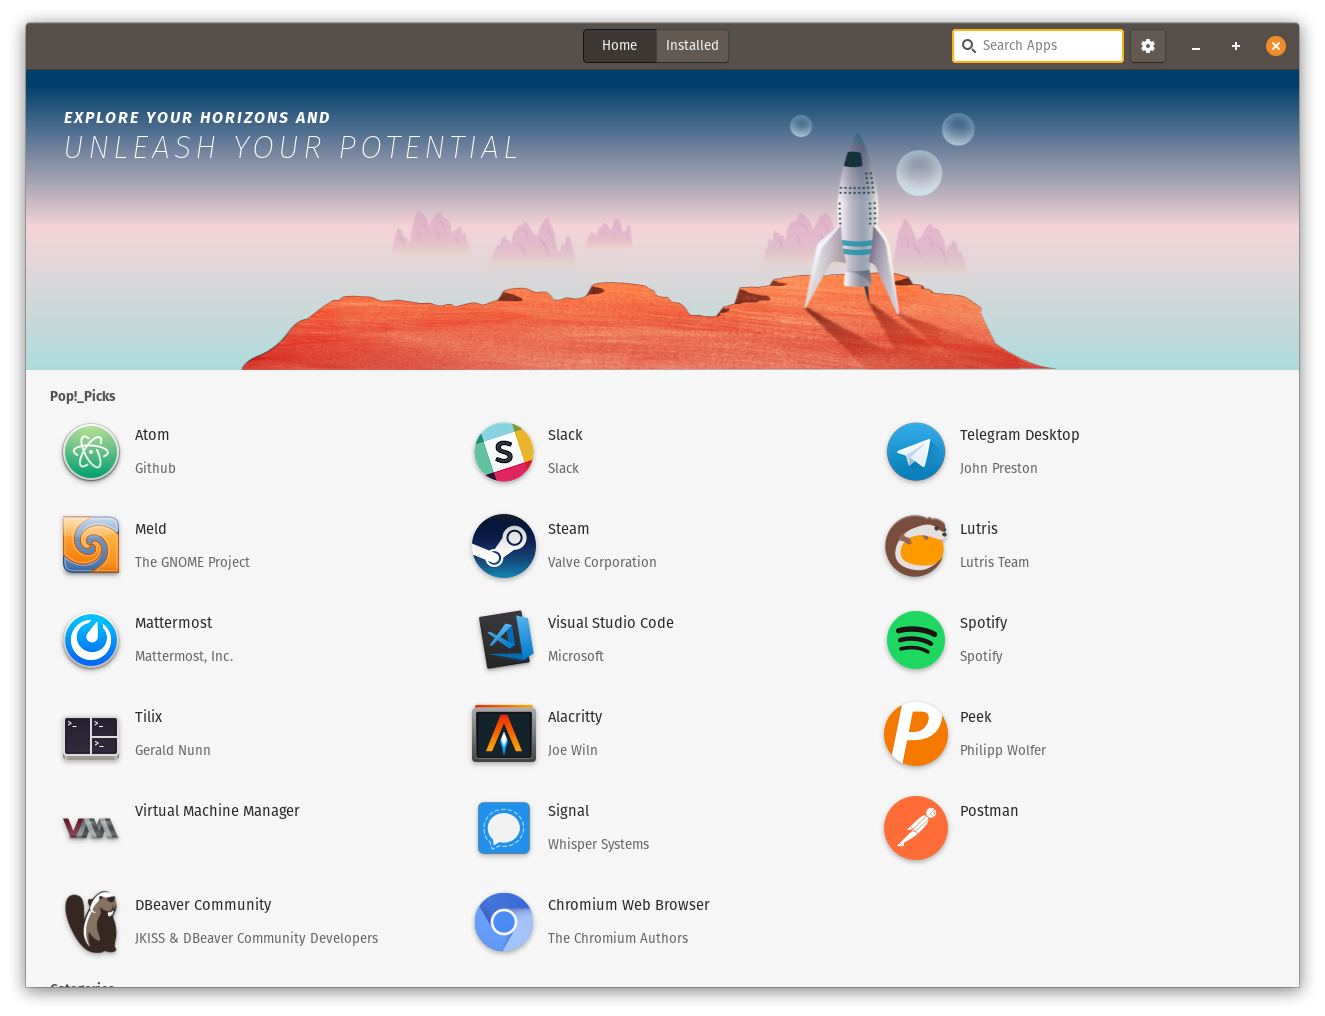 Home Installed Search Apps
EXPLORE YOUR HORIZONS AND
UNLEASH YOUR POTENTIAL
Pop!_Picks
Atom
Github
Slack
Slack
Telegram Desktop
John Preston
Meld
The GNOME Project
Steam
Valve Corporation
Lutris
Lutris Team
Mattermost
Mattermost, Inc.
Visual Studio Code
Microsoft
Spotify
Spotify
Tilix
Gerald Nunn
Alacritty
Joe Wiln
Peek
Philipp Wolfer
Virtual Machine Manager
Signal
Whisper Systems
Postman
DBeaver Community
JKISS & DBeaver Community Developers
Chromium Web Browser
The Chromium Authors
Categories